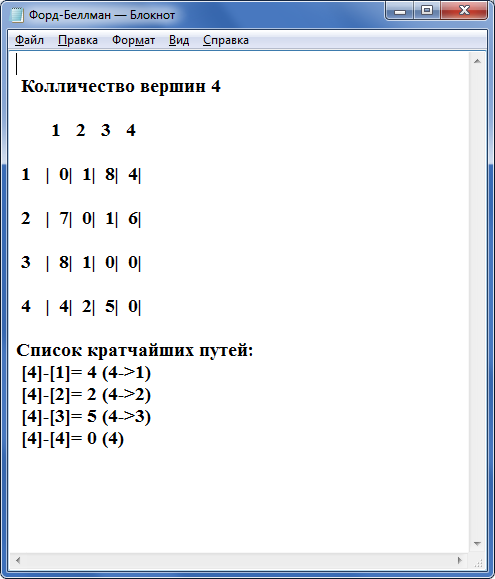 Форд-Беллман — Блокнот
Файл Правка Формат Вид Справка
Колличество вершин 4
1 2 3 4
1 | 0| 1| 8| 4|
2 | 7| 0| 1| 6|
3 | 8| 1| 0| 0|
4 | 4| 2| 5| 0|
Список кратчайших путей:
[4]-[1]= 4 (4->1)
[4]-[2]= 2 (4->2)
[4]-[3]= 5 (4->3)
[4]-[4]= 0 (4)